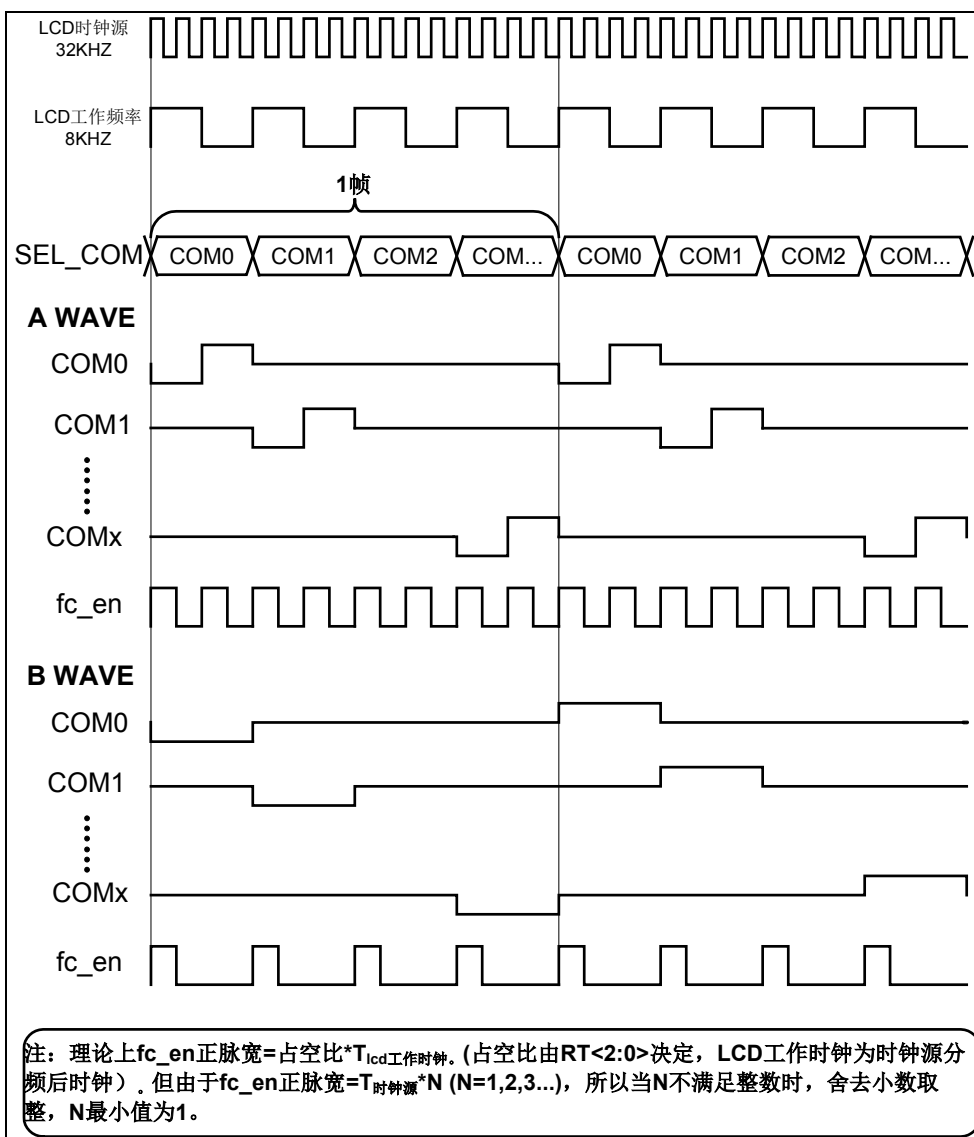 LCD时钟源
32KHZ
LCD工作频率
8KHZ
1帧
SEL_COM COM0 COM1 COM2 COM... COM0 COM1 COM2 COM...
A WAVE
COM0
COM1
COMx
fc_en
B WAVE
COM0
COM1
COMx
fc_en
注：理论上fc_en正脉宽=占空比*Tlcd工作时钟。(占空比由RT<2:0>决定，LCD工作时钟为时钟源分
频后时钟）。但由于fc_en正脉宽=T时钟源*N (N=1,2,3...)，所以当N不满足整数时，舍去小数取
整，N最小值为1。